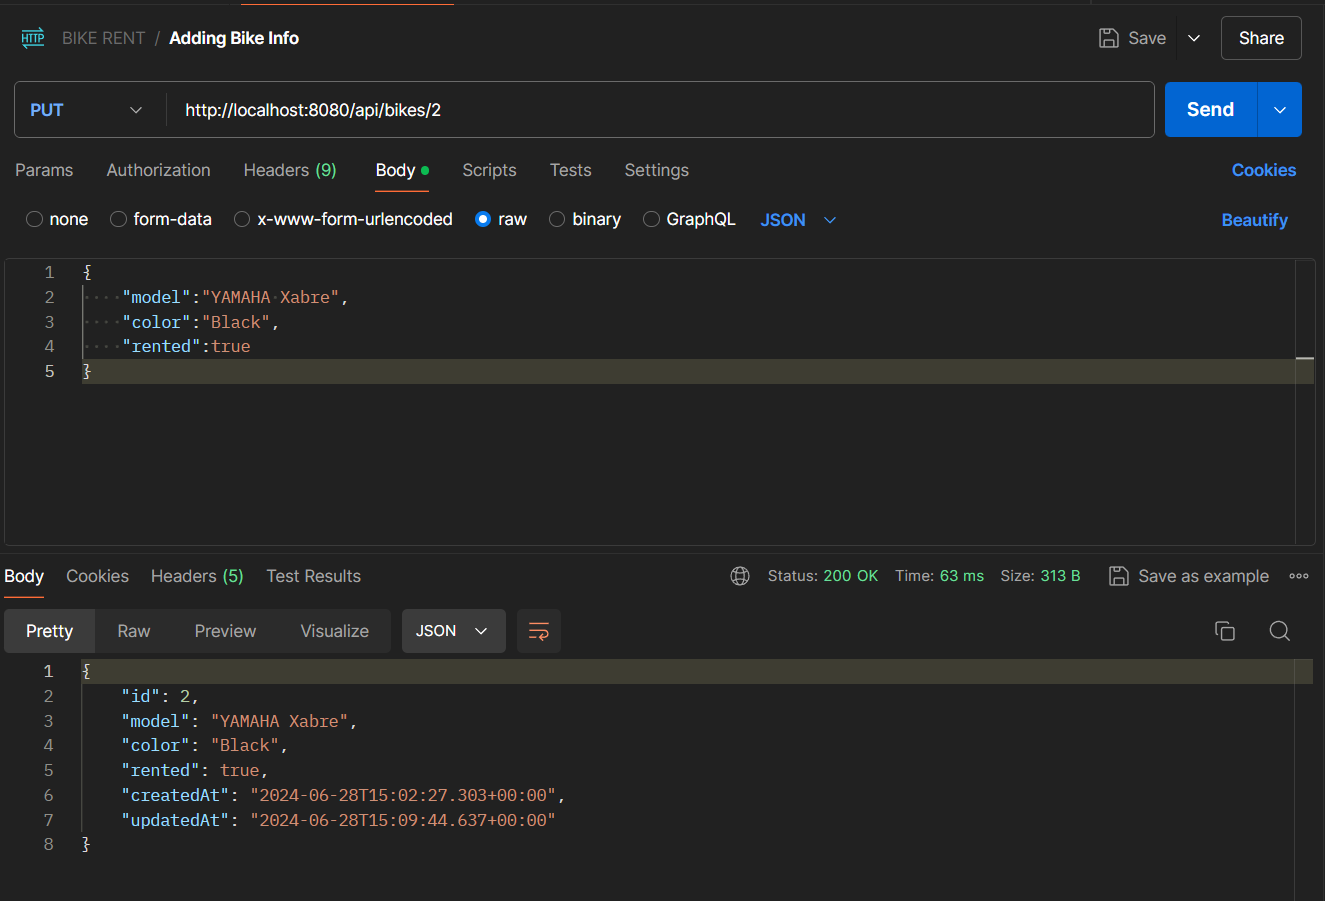 HTTP BIKE RENT / Adding Bike Info Save Share
PUT http://localhost:8080/api/bikes/2 Send
Params Authorization Headers (9) Body Scripts Tests Settings Cookies
none form-data x-www-form-urlencoded raw binary GraphQL JSON Beautify
1 {
2 "model":"YAMAHA Xabre",
3 "color":"Black",
4 "rented":true
5 }
Body Cookies Headers (5) Test Results Status: 200 OK Time: 63 ms Size: 313 B Save as example
Pretty Raw Preview Visualize JSON
1 {
2 "id": 2,
3 "model": "YAMAHA Xabre",
4 "color": "Black",
5 "rented": true,
6 "createdAt": "2024-06-28T15:02:27.303+00:00",
7 "updatedAt": "2024-06-28T15:09:44.637+00:00"
8 }